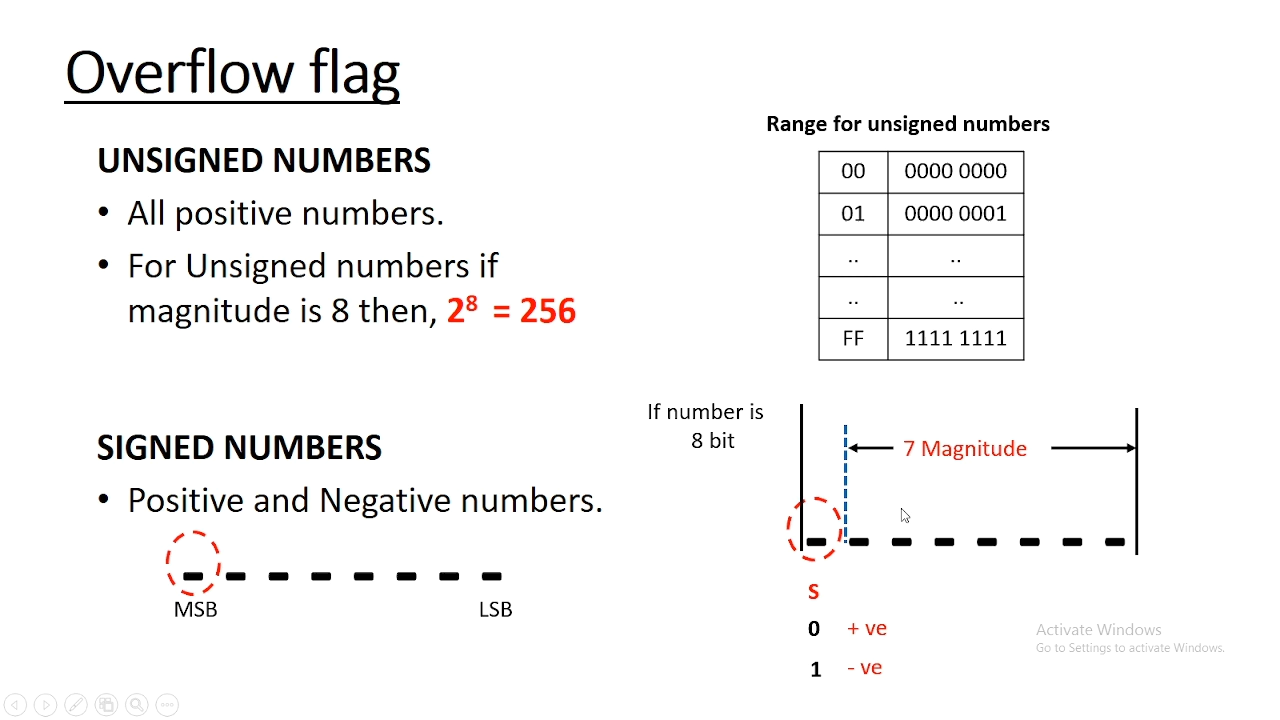 Overflow flag
UNSIGNED NUMBERS
• All positive numbers.
• For Unsigned numbers if
magnitude is 8 then, 2⁸ = 256
SIGNED NUMBERS
• Positive and Negative numbers.
MSB LSB
Range for unsigned numbers
00 0000 0000
01 0000 0001
.. ..
.. ..
FF 1111 1111
If number is
8 bit
7 Magnitude
S
0 + ve
1 - ve
Activate Windows
Go to Settings to activate Windows.